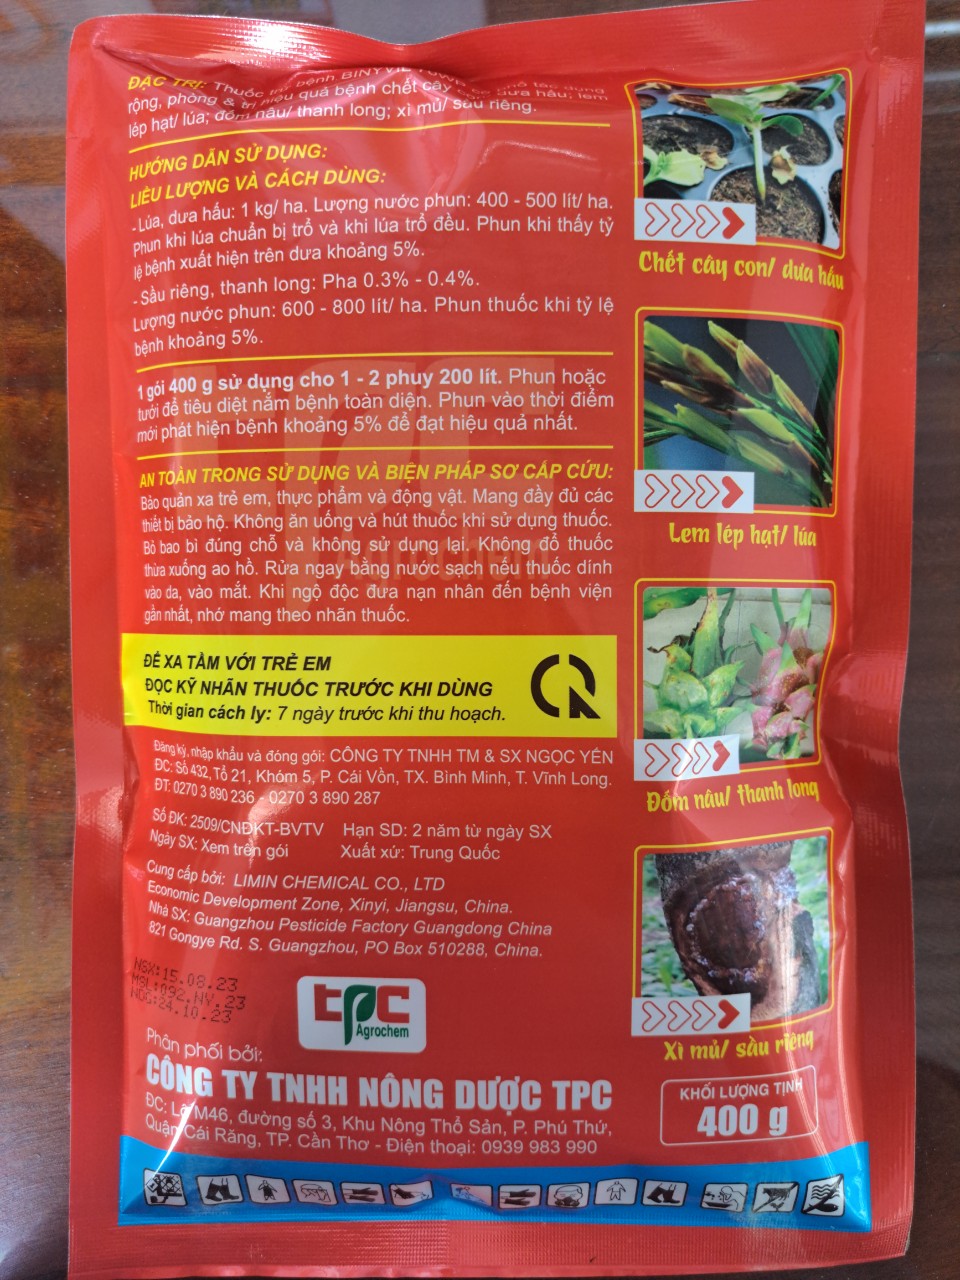 ĐẶC TRỊ: Thuốc trừ bệnh
rộng, phòng & trị hiệu quả bệnh chết cây dưa hấu; lem
lép hạt/ lúa; đốm nâu/ thanh long; xì mủ/ sầu riêng.
HƯỚNG DẪN SỬ DỤNG:
LIỀU LƯỢNG VÀ CÁCH DÙNG:
- Lúa, dưa hấu: 1 kg/ ha. Lượng nước phun: 400 - 500 lít/ ha.
Phun khi lúa chuẩn bị trổ và khi lúa trổ đều. Phun khi thấy tỷ
lệ bệnh xuất hiện trên dưa khoảng 5%.
- Sầu riêng, thanh long: Pha 0.3% - 0.4%.
Lượng nước phun: 600 - 800 lít/ ha. Phun thuốc khi tỷ lệ
bệnh khoảng 5%.
1 gói 400 g sử dụng cho 1 - 2 phuy 200 lít. Phun hoặc
tưới để tiêu diệt nấm bệnh toàn diện. Phun vào thời điểm
mới phát hiện bệnh khoảng 5% để đạt hiệu quả nhất.
AN TOÀN TRONG SỬ DỤNG VÀ BIỆN PHÁP SƠ CẤP CỨU:
Bảo quản xa trẻ em, thực phẩm và động vật. Mang đầy đủ các
thiết bị bảo hộ. Không ăn uống và hút thuốc khi sử dụng thuốc.
Bỏ bao bì đúng chỗ và không sử dụng lại. Không đổ thuốc
thừa xuống ao hồ. Rửa ngay bằng nước sạch nếu thuốc dính
vào da, vào mắt. Khi ngộ độc đưa nạn nhân đến bệnh viện
gần nhất, nhớ mang theo nhãn thuốc.
Agrochem
ĐỂ XA TẦM VỚI TRẺ EM
ĐỌC KỸ NHÃN THUỐC TRƯỚC KHI DÙNG
Thời gian cách ly: 7 ngày trước khi thu hoạch.
Đăng ký, nhập khẩu và đóng gói: CÔNG TY TNHH TM & SX NGỌC YẾN
ĐC: Số 432, Tổ 21, Khóm 5, P. Cái Vồn, TX. Bình Minh, T. Vĩnh Long.
ĐT: 0270 3 890 236 - 0270 3 890 287
Số ĐK: 2509/CNĐKT-BVTV Hạn SD: 2 năm từ ngày SX
Ngày SX: Xem trên gói Xuất xứ: Trung Quốc
Cung cấp bởi: LIMIN CHEMICAL CO., LTD
Economic Development Zone, Xinyi, Jiangsu, China.
Nhà SX: Guangzhou Pesticide Factory Guangdong China
821 Gongye Rd. S. Guangzhou, PO Box 510288, China.
NSX:15.08.23
MSL:092.NY.23
NĐG:24.10.23
tpc
Agrochem
Phân phối bởi:
CÔNG TY TNHH NÔNG DƯỢC TPC
ĐC: Lô M46, đường số 3, Khu Nông Thổ Sản, P. Phú Thứ,
Quận Cái Răng, TP. Cần Thơ - Điện thoại: 0939 983 990
Chết cây con/ dưa hấu
Lem lép hạt/ lúa
Đốm nâu/ thanh long
Xì mủ/ sầu riêng
KHỐI LƯỢNG TỊNH
400 g